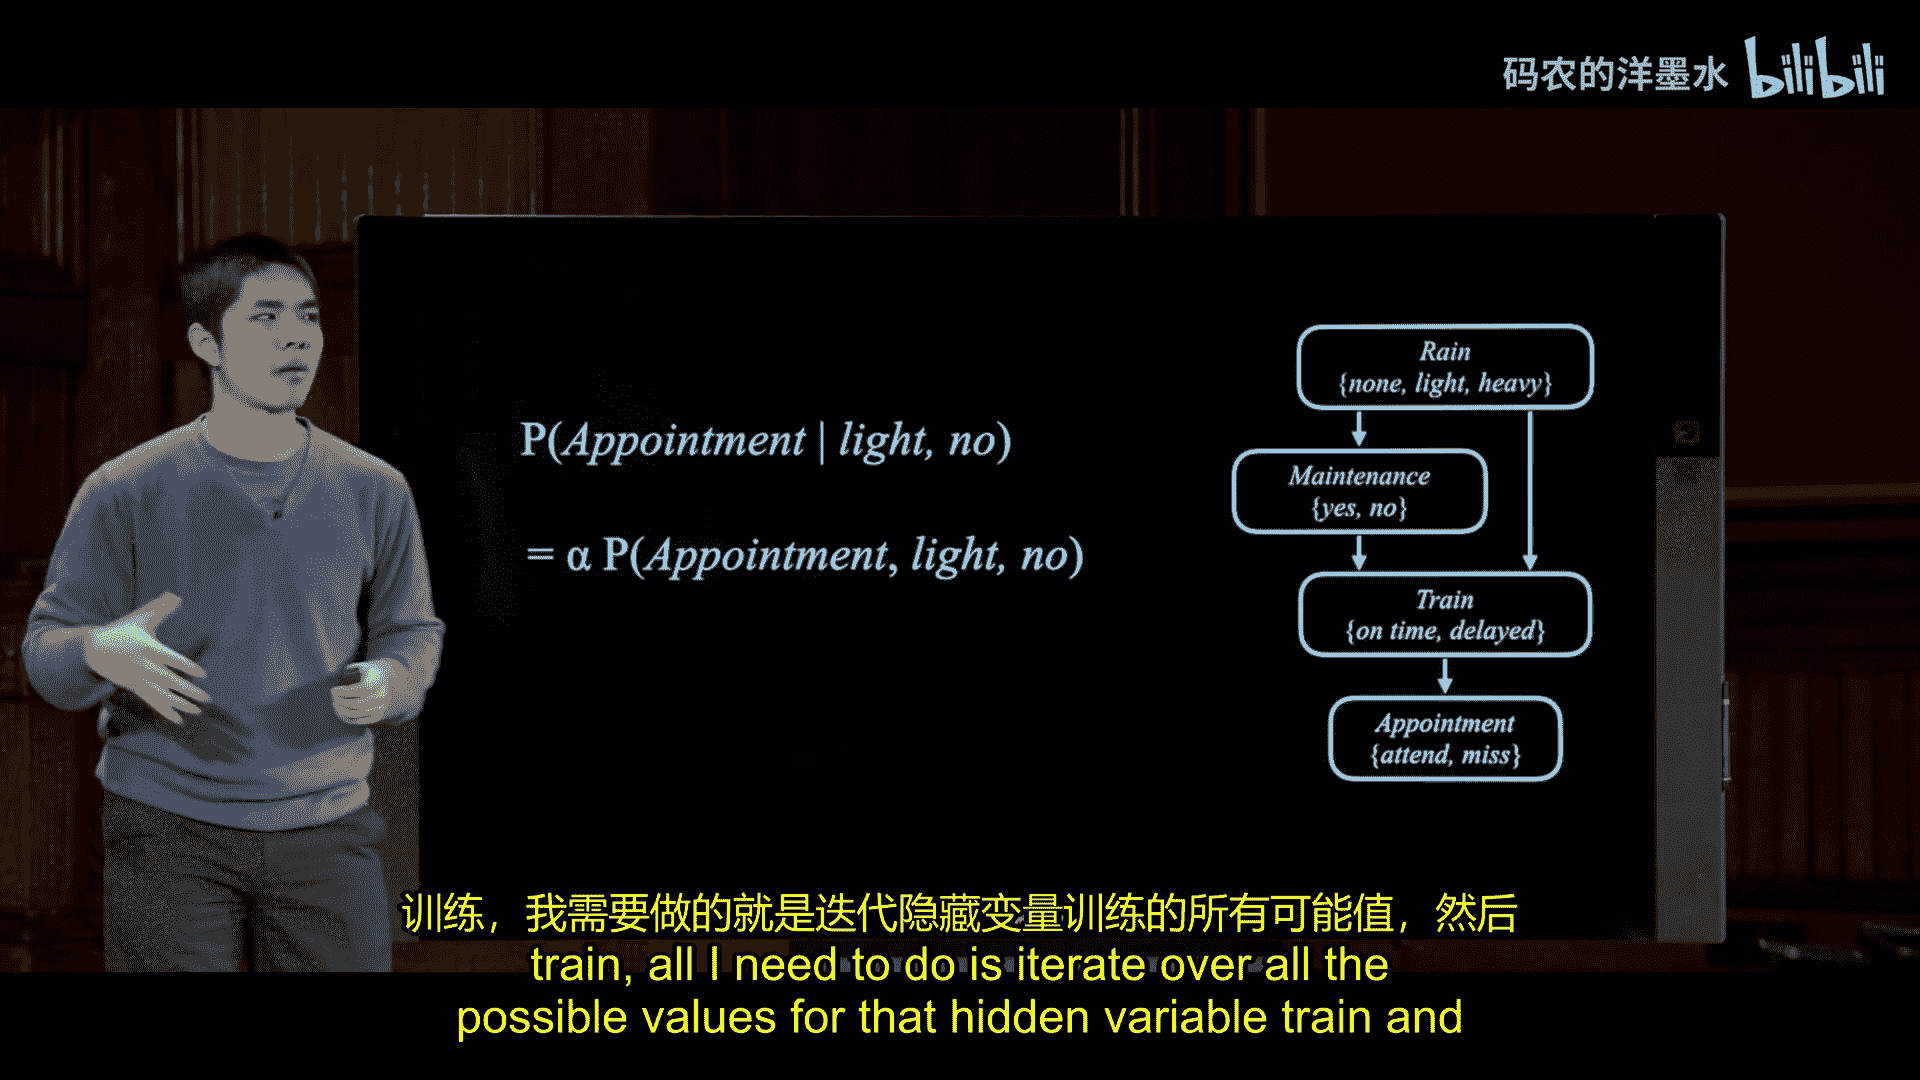 码农的洋墨水 bilibili
P(Appointment | light, no)
= α P(Appointment, light, no)
Rain
{none, light, heavy}
Maintenance
{yes, no}
Train
{on time, delayed}
Appointment
{attend, miss}
训练，我需要做的就是迭代隐藏变量训练的所有可能值，然后
train, all I need to do is iterate over all the
possible values for that hidden variable train and